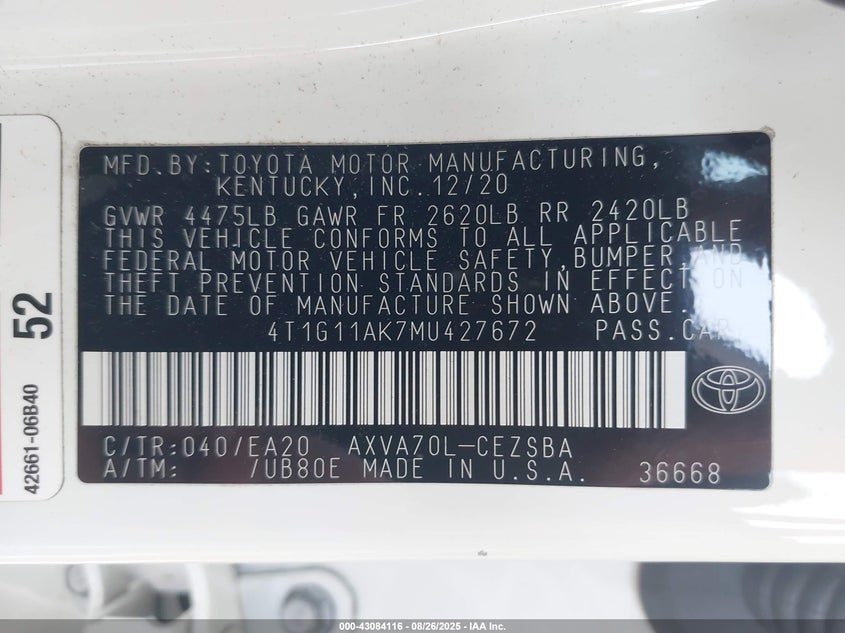 MFD.BY:TOYOTA MOTOR MANUFACTURING,
KENTUCKY,INC.12/20
GVWR 4475LB GAWR FR 2620LB RR 2420LB
THIS VEHICLE CONFORMS TO ALL APPLICABLE
FEDERAL MOTOR VEHICLE SAFETY,BUMPER AND
THEFT PREVENTION STANDARDS IN EFFECT ON
THE DATE OF MANUFACTURE SHOWN ABOVE.
4T1G11AK7MU427672 PASS.CAR
C/TR:040/EA20 AXVA70L-CEZSBA
A/TM: /UB80E MADE IN U.S.A. 36668
52
42661-06B40
000-43084116 - 08/26/2025 - IAA Inc.